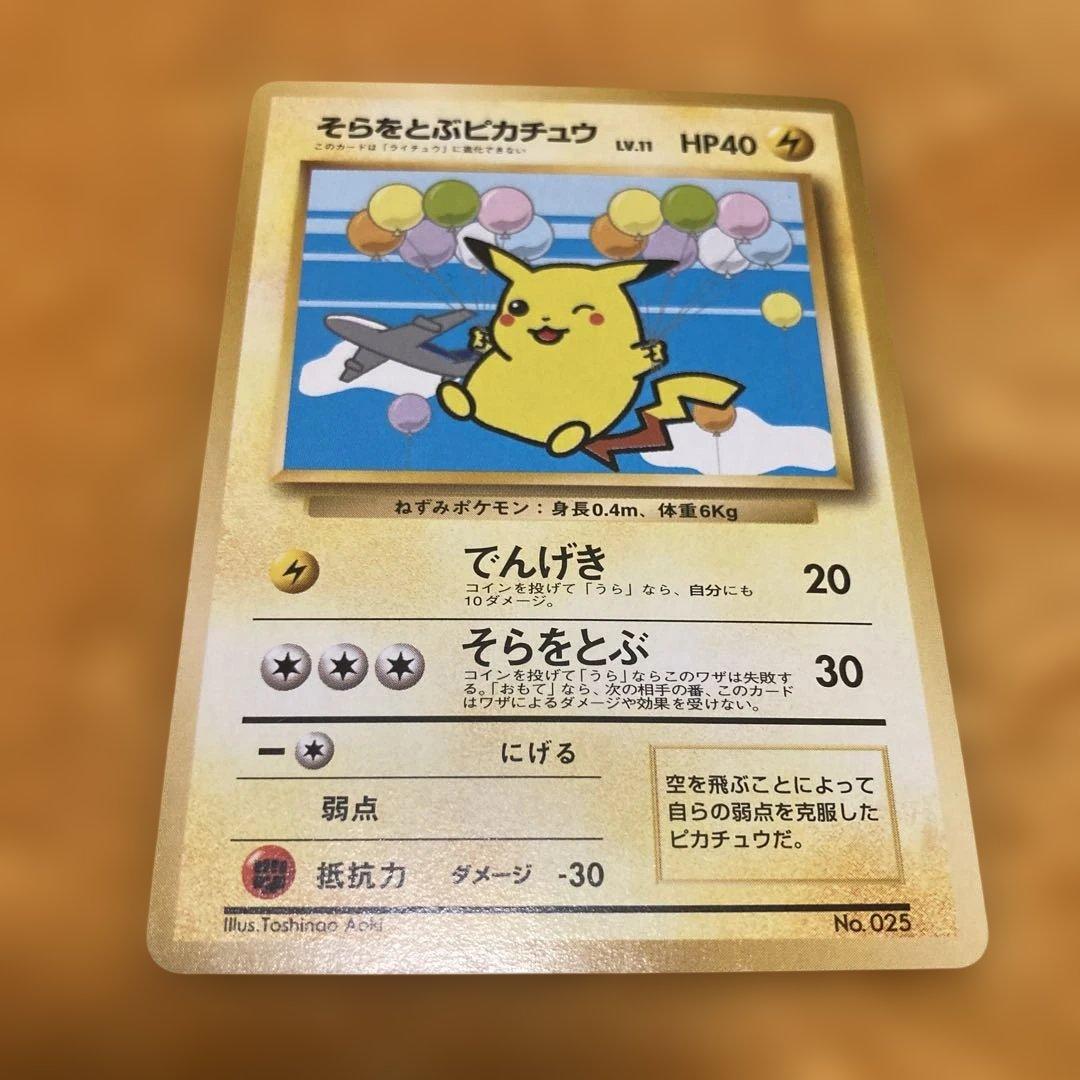 そらをとぶピカチュウ LV.11 HP40
このカードは「ライチュウ」に進化できない
ねずみポケモン：身長0.4m、体重6Kg
でんげき 20
コインを投げて「うら」なら、自分にも
10ダメージ。
そらをとぶ 30
コインを投げて「うら」ならこのワザは失敗す
る。「おもて」なら、次の相手の番、このカード
はワザによるダメージや効果を受けない。
にげる
弱点
抵抗力 ダメージ -30
空を飛ぶことによって
自らの弱点を克服した
ピカチュウだ。
Illus.Toshinao Aoki No. 025